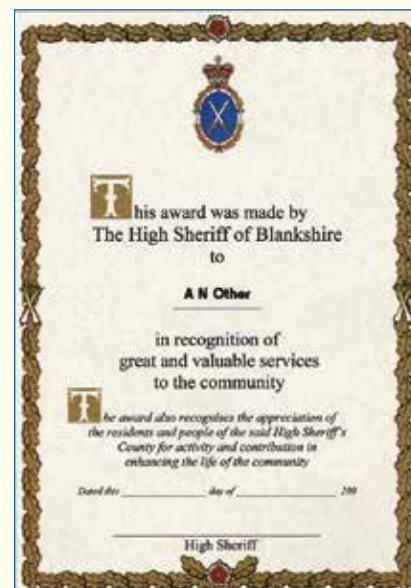 This award was made by
The High Sheriff of Blankshire
to
A N Other
in recognition of
great and valuable services
to the community
The award also recognises the appreciation of
the residents and people of the said High Sheriff's
County for activity and contribution in
enhancing the life of the community
Dated this ____________ day of ____________ 200
High Sheriff